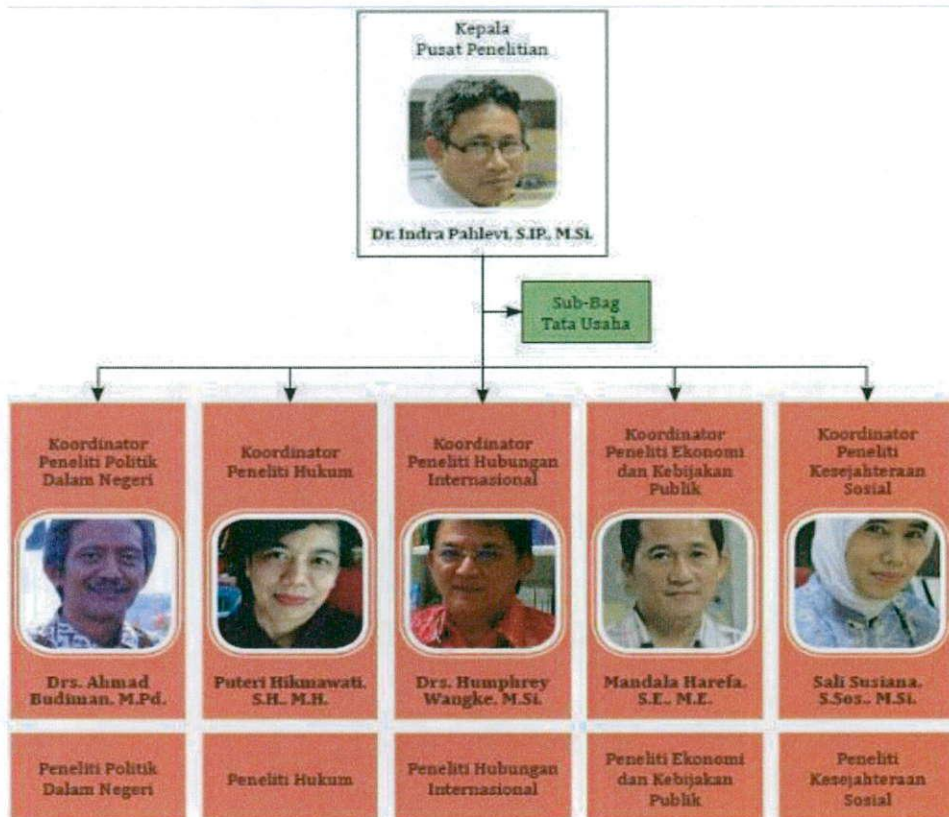 Kepala
Pusat Penelitian
Dr. Indra Pahlevi, S.IP., M.Si.
Sub-Bag
Tata Usaha
Koordinator
Peneliti Politik
Dalam Negeri
Drs. Ahmad
Budiman, M.Pd.
Koordinator
Peneliti Hukum
Puteri Hikmawati,
S.H., M.H.
Koordinator
Peneliti Hubungan
Internasional
Drs. Humphrey
Wangke, M.Si.
Koordinator
Peneliti Ekonomi
dan Kebijakan
Publik
Mandala Harefa,
S.E., M.E.
Koordinator
Peneliti
Kesejahteraan
Sosial
Sali Susiana,
S.Sos., M.Si.
Peneliti Politik
Dalam Negeri
Peneliti Hukum
Peneliti Hubungan
Internasional
Peneliti Ekonomi
dan Kebijakan
Publik
Peneliti
Kesejahteraan
Sosial